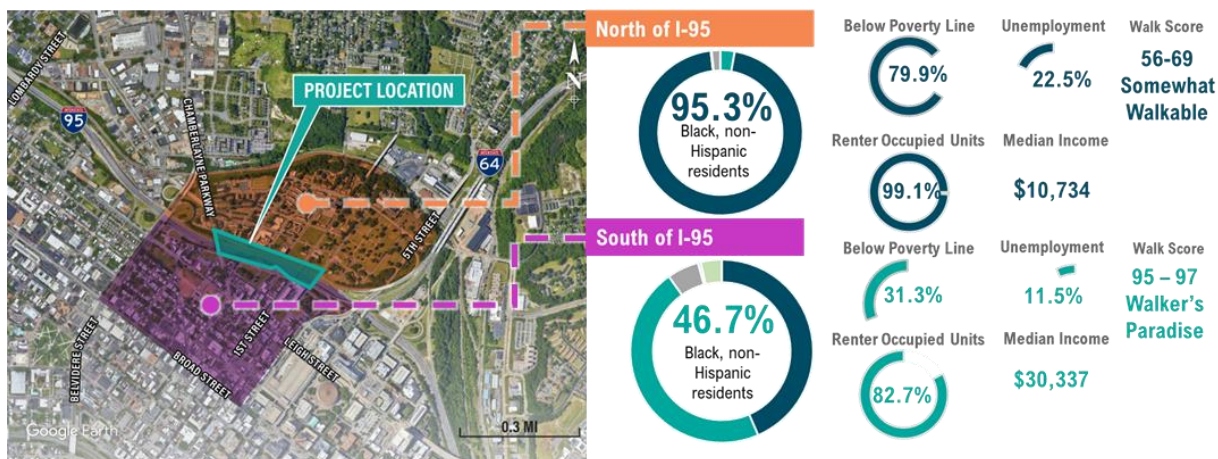 LOMBARDY STREET
95
CHAMBERLAYNE PARKWAY
PROJECT LOCATION
N
64
5TH STREET
1ST STREET
LEIGH STREET
BELVIDERE STREET
BROAD STREET
Google Earth
0.3 MI
North of I-95
95.3%
Black, non-
Hispanic
residents
Below Poverty Line
79.9%
Unemployment
22.5%
Walk Score
56-69
Somewhat
Walkable
Renter Occupied Units
99.1%
Median Income
$10,734
South of I-95
46.7%
Black, non-
Hispanic
residents
Below Poverty Line
31.3%
Unemployment
11.5%
Walk Score
95 – 97
Walker's
Paradise
Renter Occupied Units
82.7%
Median Income
$30,337